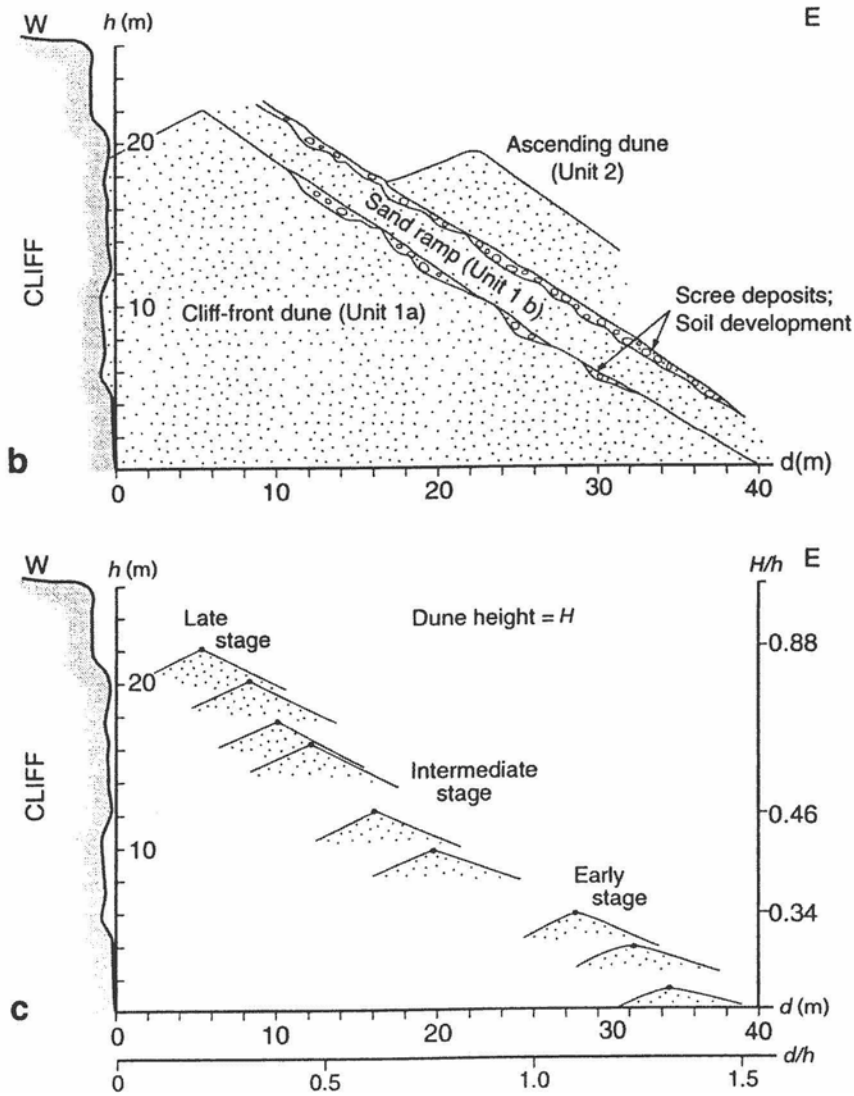 W
h (m)
E
20
Ascending dune
(Unit 2)
Sand ramp (Unit 1 b)
10
Cliff-front dune (Unit 1a)
Scree deposits;
Soil development
CLIFF
b
d(m)
0
10
20
30
40
W
h (m)
H/h
E
Late
stage
Dune height = H
0.88
20
Intermediate
stage
0.46
10
CLIFF
Early
stage
0.34
c
d (m)
0
10
20
30
40
d/h
0
0.5
1.0
1.5